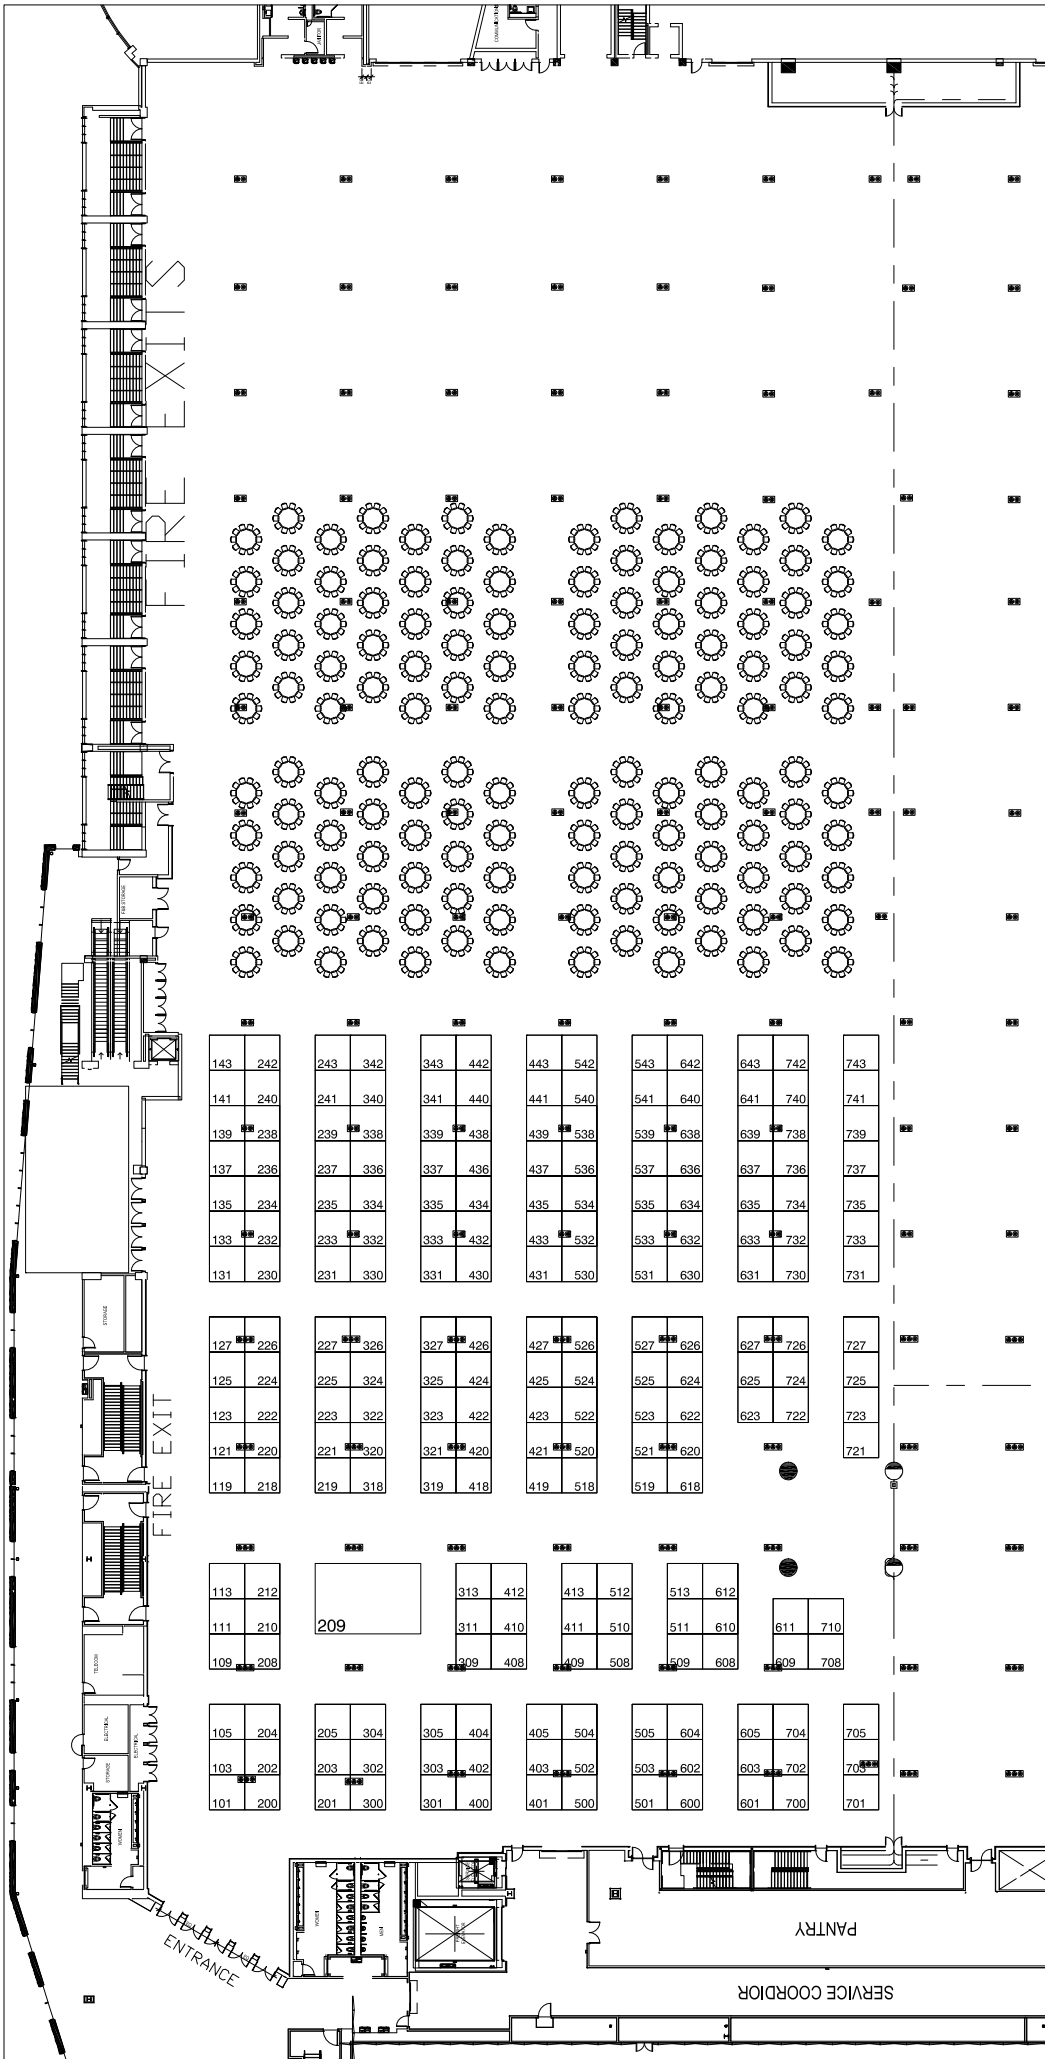 JANITOR
COMMUNICATIONS
FIRE EXITS
F&B STORAGE
143 242 243 342 343 442 443 542 543 642 643 742 743
141 240 241 340 341 440 441 540 541 640 641 740 741
139 238 239 338 339 438 439 538 539 638 639 738 739
137 236 237 336 337 436 437 536 537 636 637 736 737
135 234 235 334 335 434 435 534 535 634 635 734 735
133 232 233 332 333 432 433 532 533 632 633 732 733
131 230 231 330 331 430 431 530 531 630 631 730 731
STORAGE
127 226 227 326 327 426 427 526 527 626 627 726 727
125 224 225 324 325 424 425 524 525 624 625 724 725
123 222 223 322 323 422 423 522 523 622 623 722 723
121 220 221 320 321 420 421 520 521 620 721
119 218 219 318 319 418 419 518 519 618
FIRE EXIT
113 212 313 412 413 512 513 612
111 210 209 311 410 411 510 511 610 611 710
109 208 309 408 409 508 509 608 609 708
TELECOM
ELECTRICAL
ELECTRICAL
STORAGE
105 204 205 304 305 404 405 504 505 604 605 704 705
103 202 203 302 303 402 403 502 503 602 603 702 703
101 200 201 300 301 400 401 500 501 600 601 700 701
WOMEN
ENTRANCE
WOMEN
MEN
PANTRY
SERVICE COORDIOR